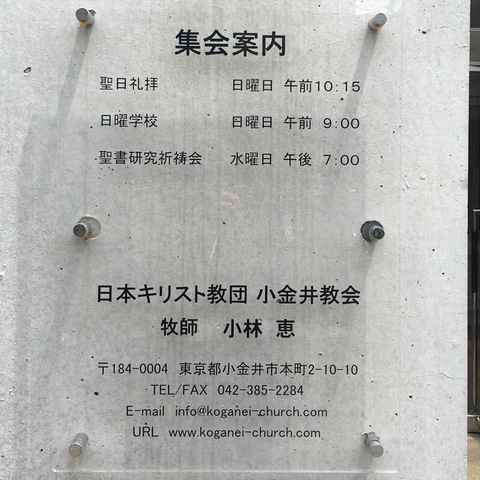 集会案内
聖日礼拝 日曜日 午前10:15
日曜学校 日曜日 午前 9:00
聖書研究祈祷会 水曜日 午後 7:00
日本キリスト教団 小金井教会
牧師 小林 恵
〒184-0004 東京都小金井市本町2-10-10
TEL/FAX 042-385-2284
E-mail info@koganei-church.com
URL www.koganei-church.com